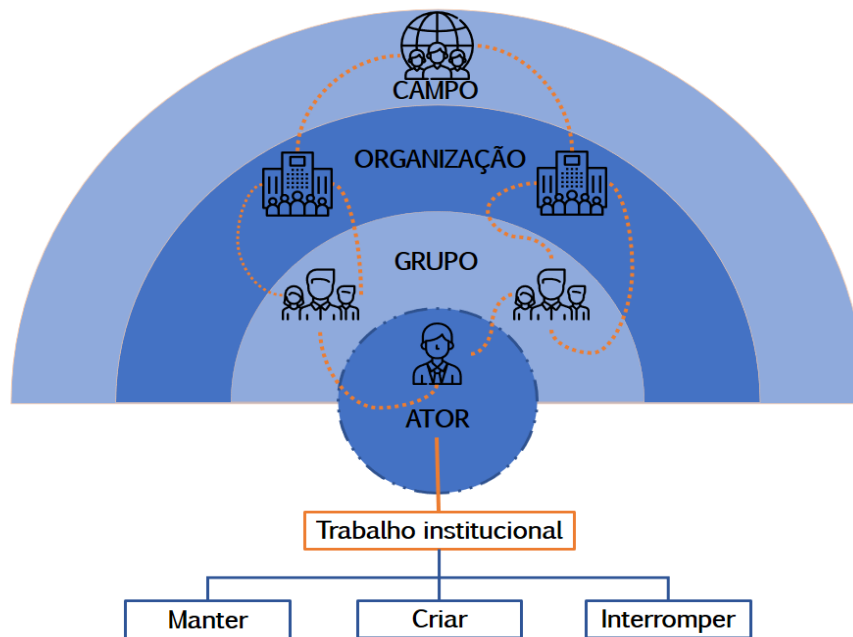 CAMPO
ORGANIZAÇÃO
GRUPO
ATOR
Trabalho institucional
Manter
Criar
Interromper